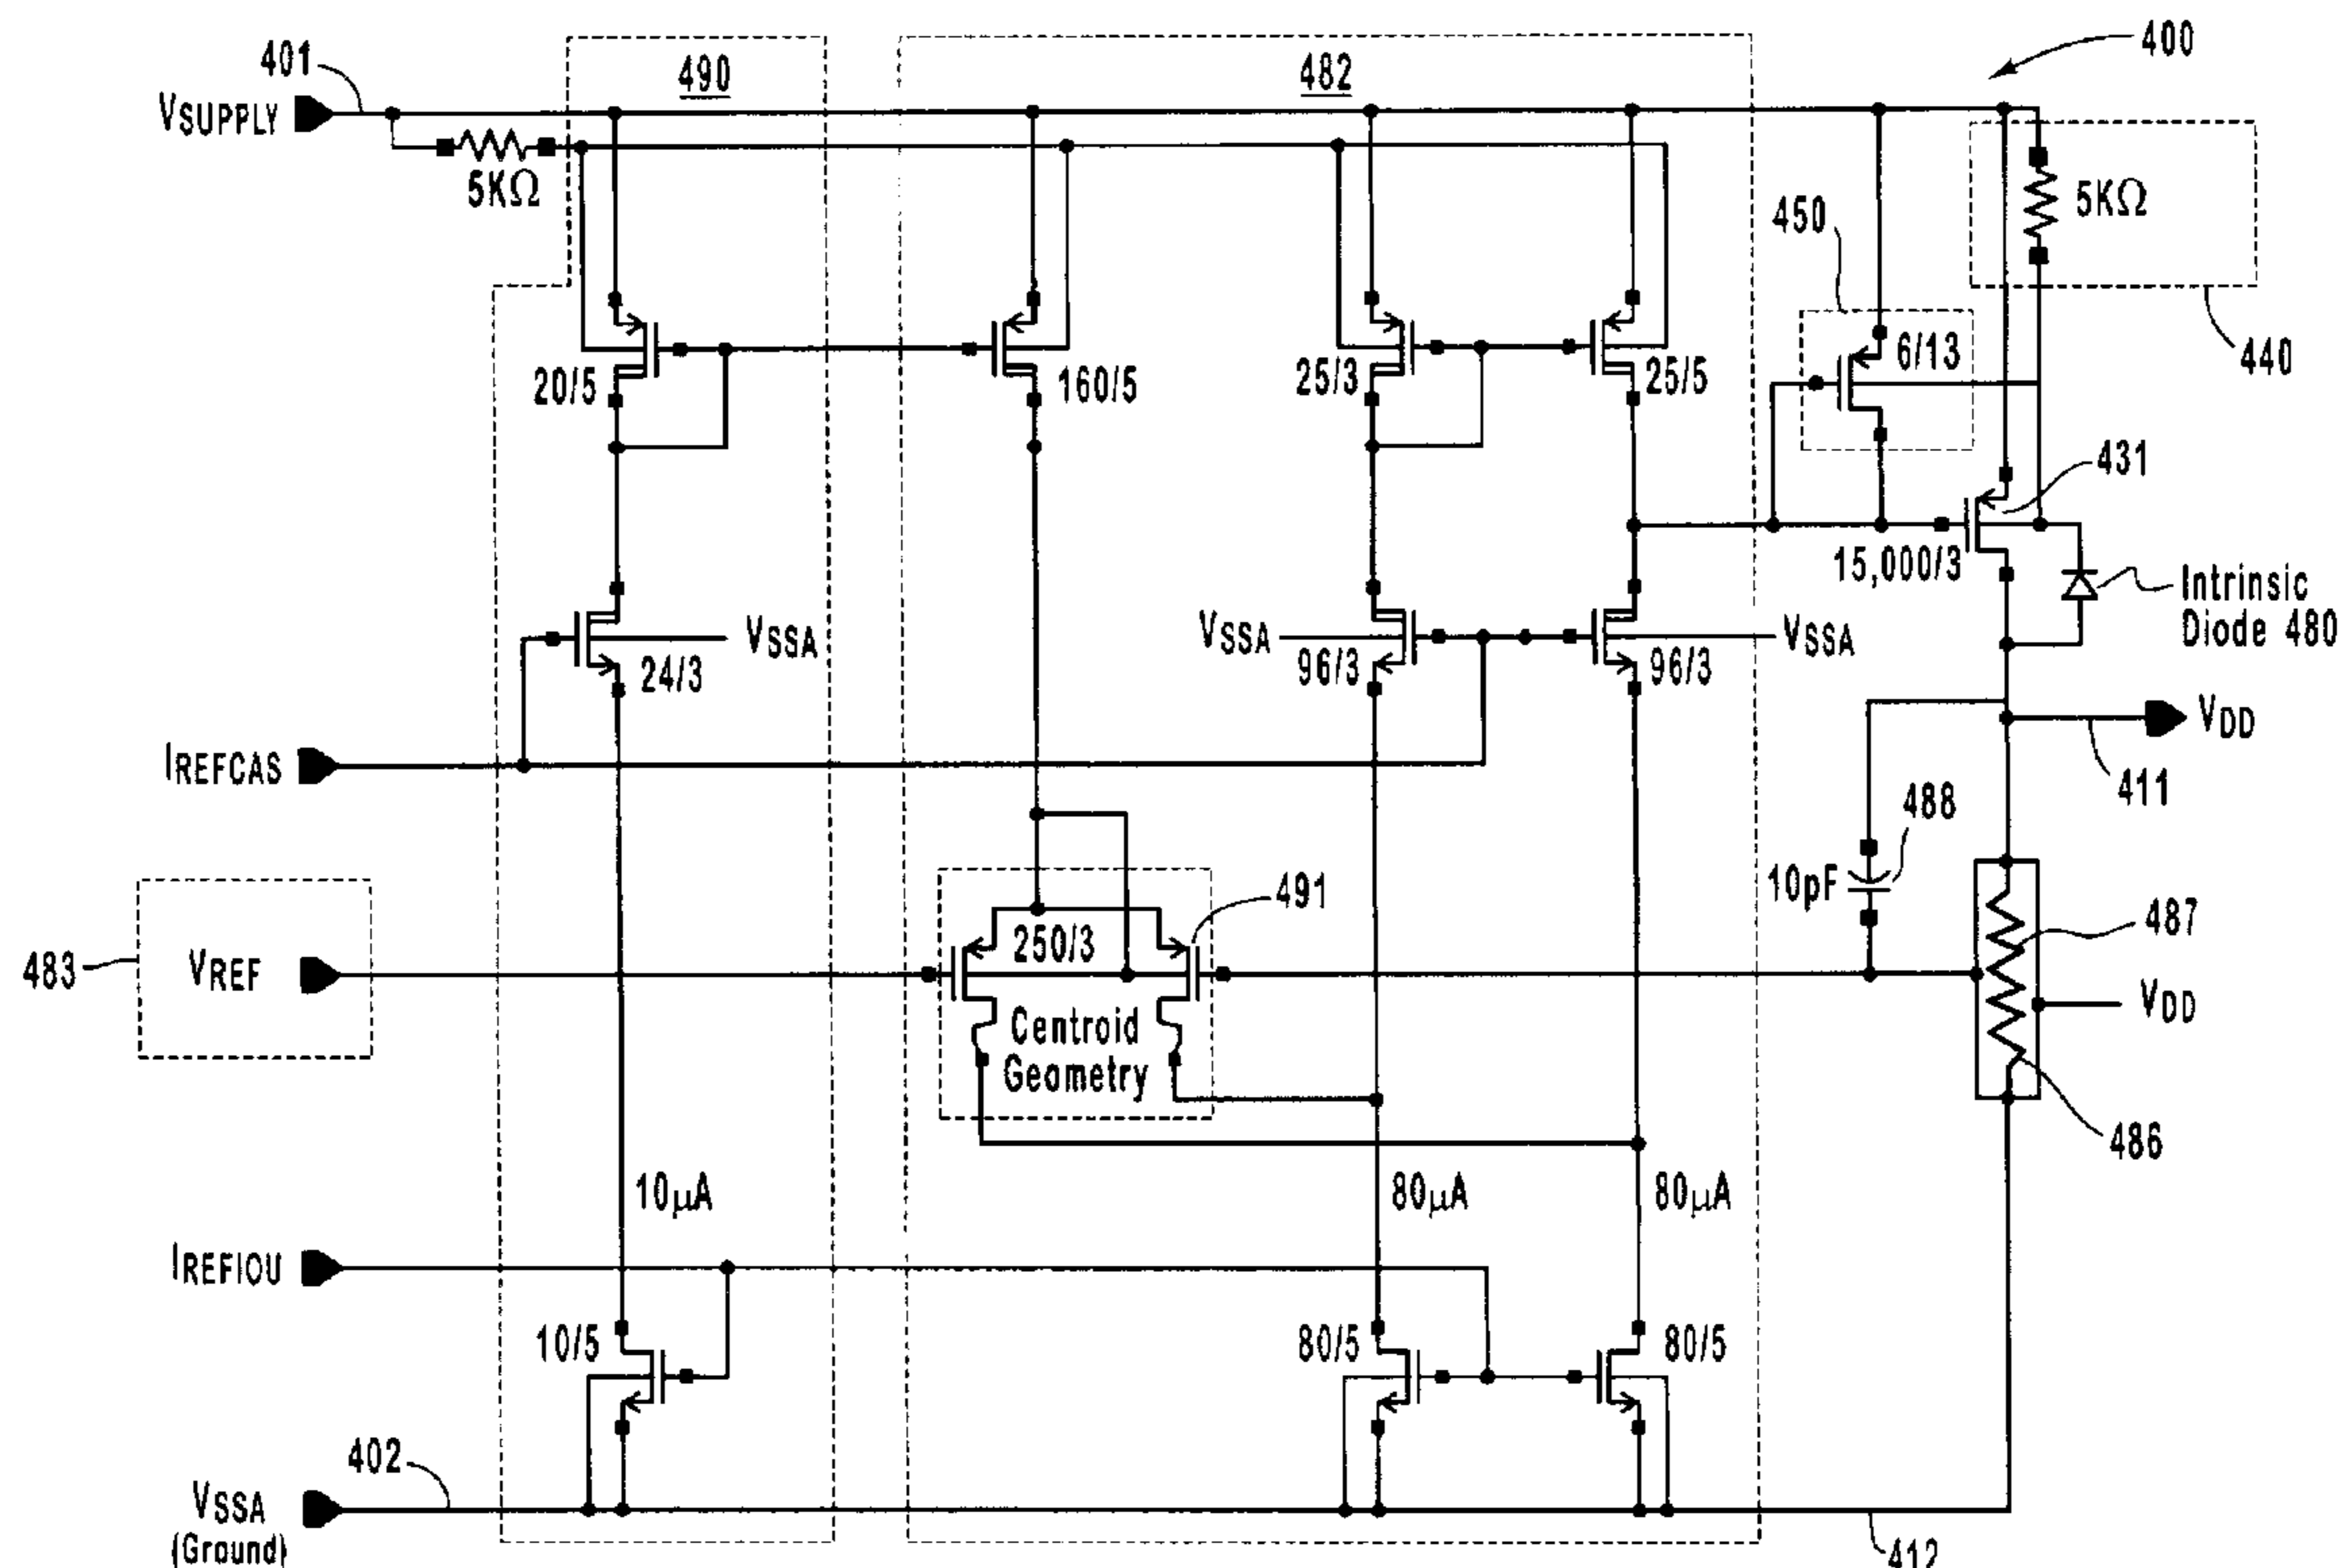 401
490
482
400
VSUPPLY
5KΩ
5KΩ
450
440
6/13
20/5
160/5
25/3
25/5
431
15,000/3
Intrinsic
Diode 480
VSSA
24/3
VSSA
96/3
96/3
VSSA
VDD
411
IREFCAS
488
10pF
491
487
250/3
483
VREF
VDD
Centroid
Geometry
486
10µA
80µA
80µA
IREFIOU
10/5
80/5
80/5
402
VSSA
(Ground)
412